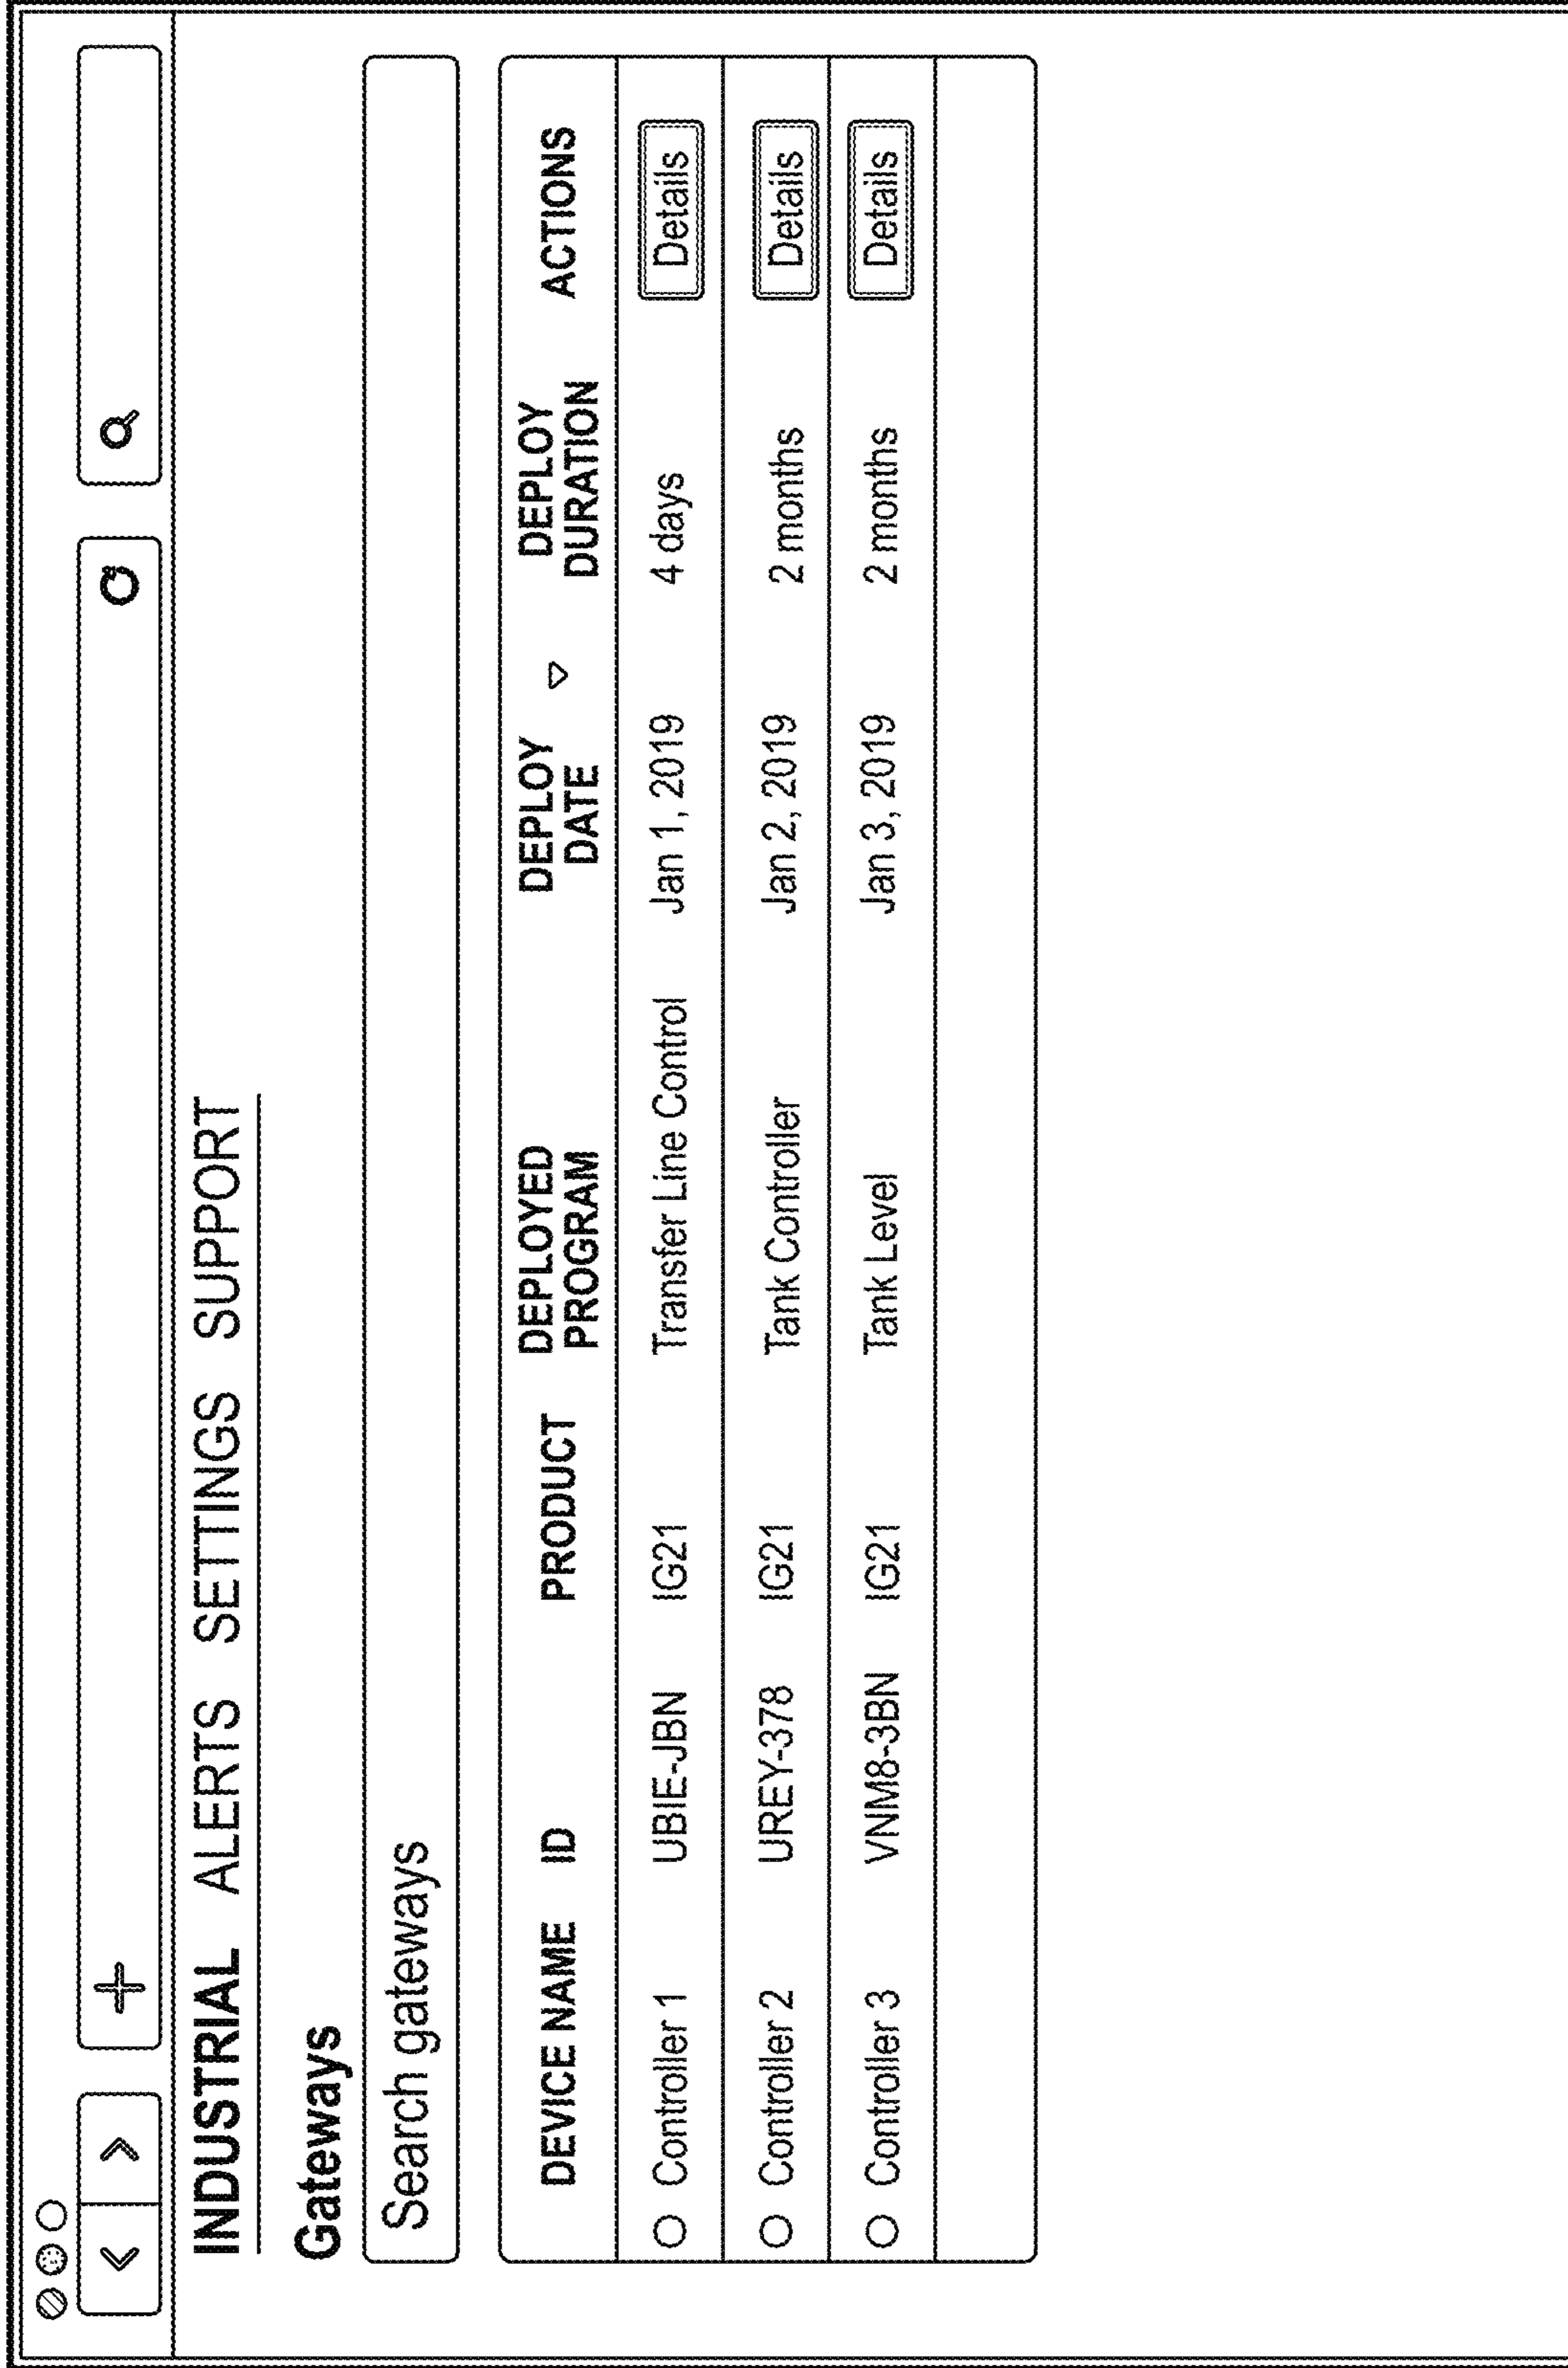 INDUSTRIAL ALERTS SETTINGS SUPPORT
Gateways
Search gateways
DEVICE NAME ID PRODUCT DEPLOYED PROGRAM DEPLOY DATE DEPLOY DURATION ACTIONS
Controller 1 UBIE-JBN IG21 Transfer Line Control Jan 1, 2019 4 days Details
Controller 2 UREY-378 IG21 Tank Controller Jan 2, 2019 2 months Details
Controller 3 VNM8-3BN IG21 Tank Level Jan 3, 2019 2 months Details